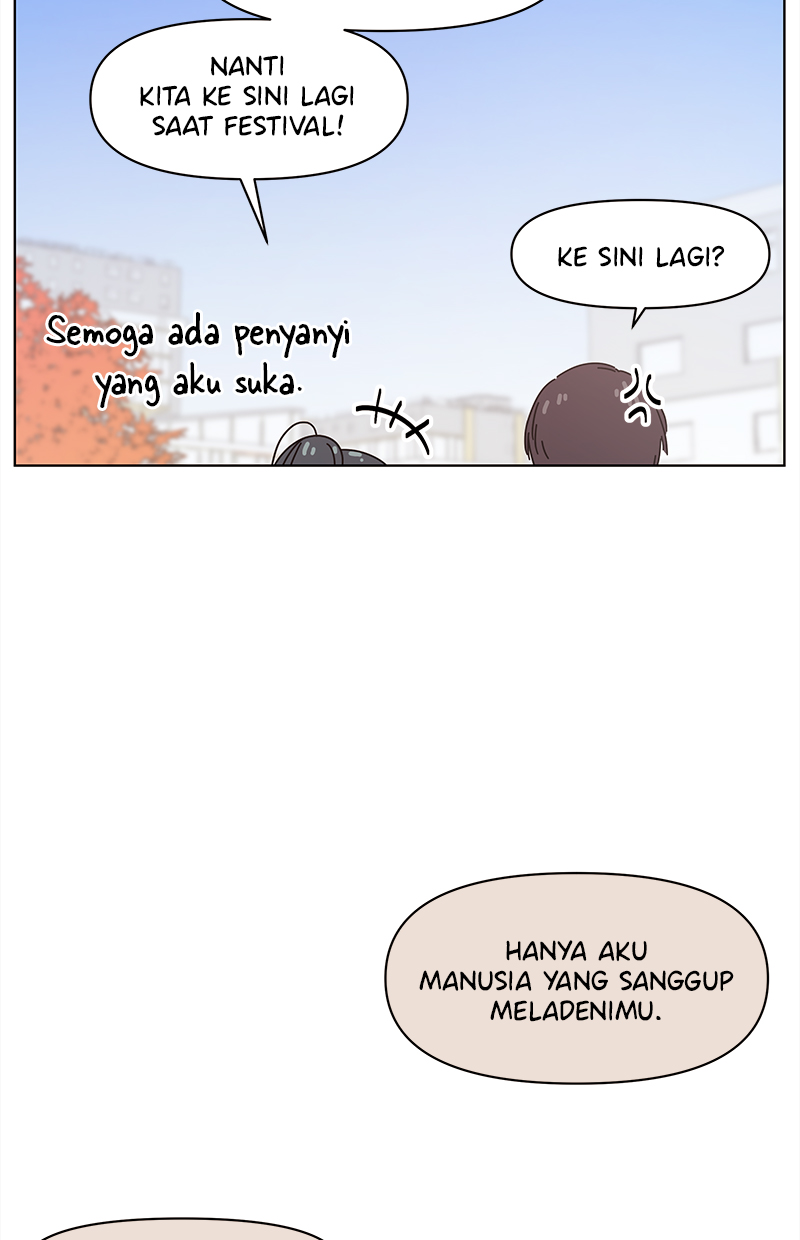 NANTI
KITA KE SINI LAGI
SAAT FESTIVAL!
KE SINI LAGI?
Semoga ada penyanyi
yang aku suka.
HANYA AKU
MANUSIA YANG SANGGUP
MELADENIMU.